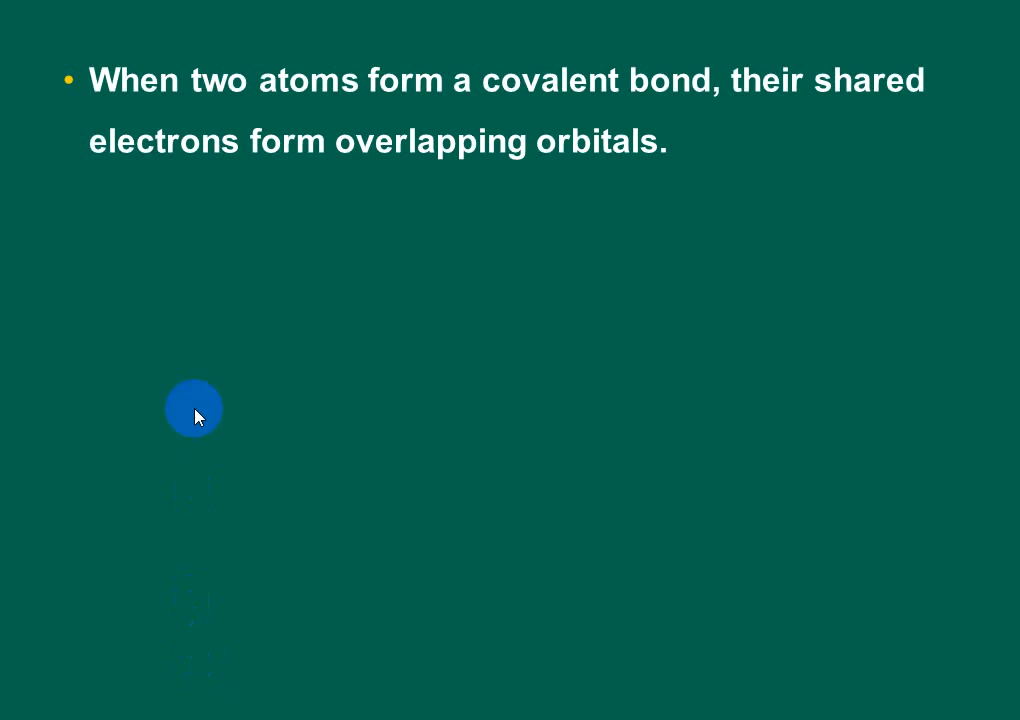 • When two atoms form a covalent bond, their shared
electrons form overlapping orbitals.